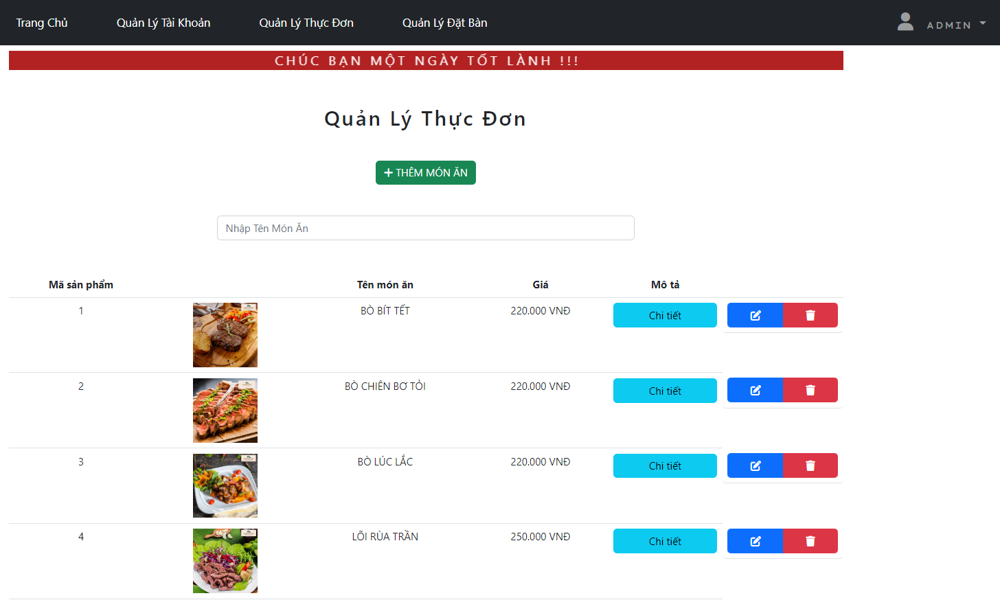 Trang Chủ Quản Lý Tài Khoản Quản Lý Thực Đơn Quản Lý Đặt Bàn ADMIN
CHÚC BẠN MỘT NGÀY TỐT LÀNH !!!
Quản Lý Thực Đơn
THÊM MÓN ĂN
Nhập Tên Món Ăn
Mã sản phẩm Tên món ăn Giá Mô tả
1 BÒ BÍT TẾT 220.000 VNĐ Chi tiết
2 BÒ CHIÊN BƠ TỎI 220.000 VNĐ Chi tiết
3 BÒ LÚC LẮC 220.000 VNĐ Chi tiết
4 LÕI RÙA TRẦN 250.000 VNĐ Chi tiết